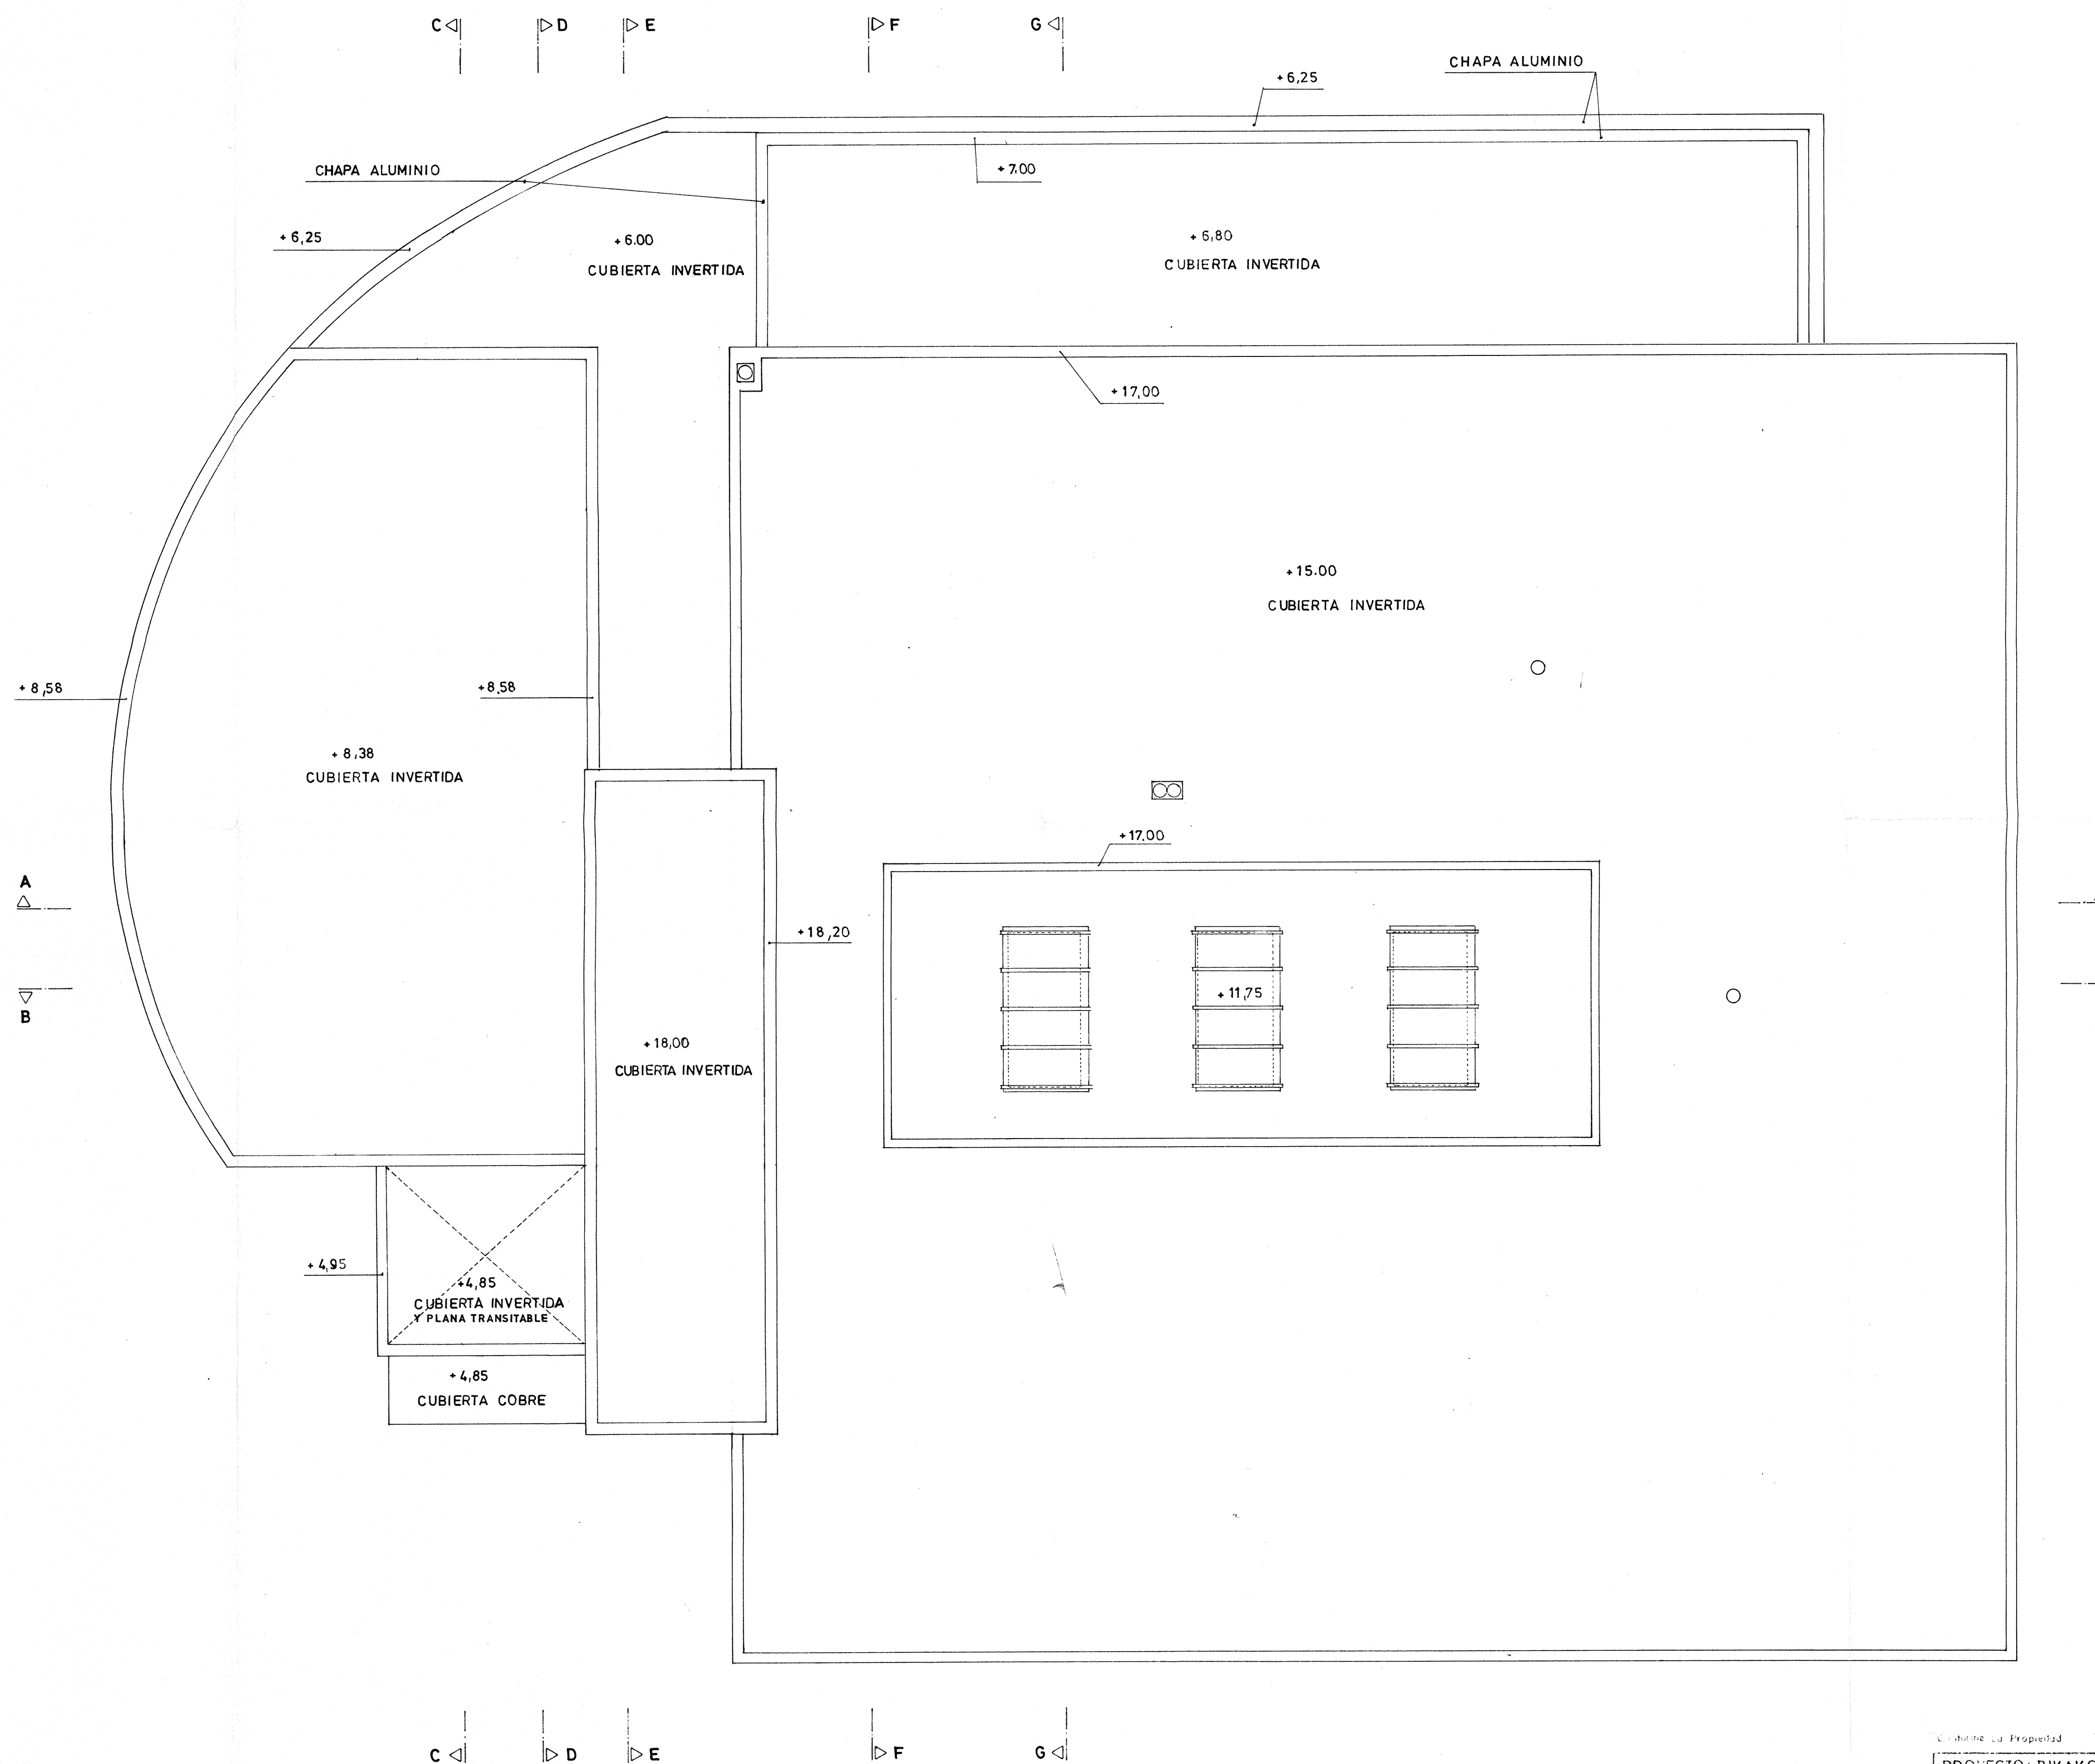 C D E F G
CHAPA ALUMINIO
+6,25
CHAPA ALUMINIO
+7.00
+6,25
+6.00
CUBIERTA INVERTIDA
+6,80
CUBIERTA INVERTIDA
+17,00
+15.00
CUBIERTA INVERTIDA
+8,58
+8,58
+8,38
CUBIERTA INVERTIDA
+17.00
A
+18,20
+11,75
B
+18,00
CUBIERTA INVERTIDA
+4,95
+4,85
CUBIERTA INVERTIDA
Y PLANA TRANSITABLE
+4,85
CUBIERTA COBRE
La Propiedad
C D E F G